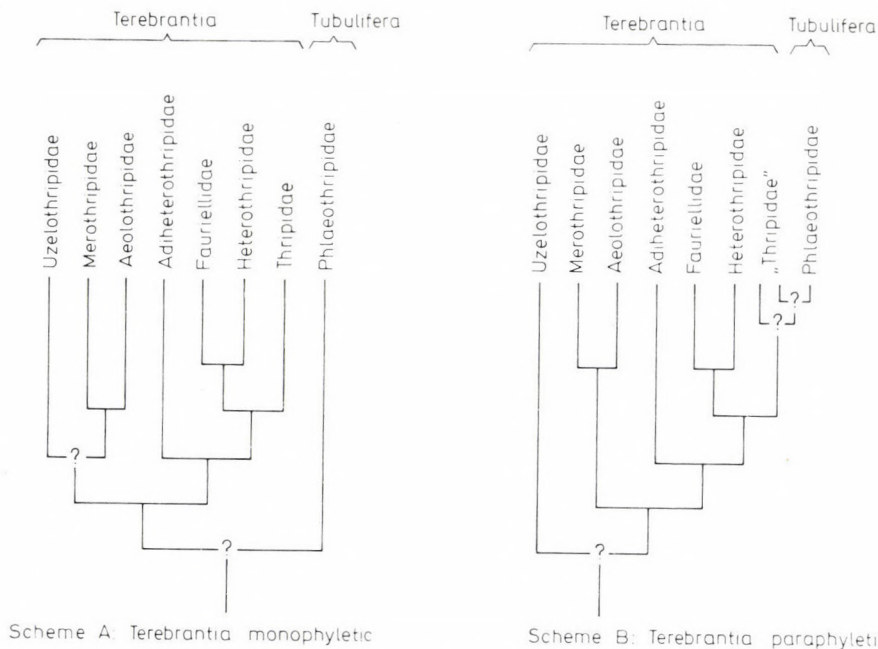 Terebrantia
Tubulifera
Uzelothripidae
Merothripidae
Aeolothripidae
Adiheterothripidae
Fauriellidae
Heterothripidae
Thripidae
Phlaeothripidae
?
?
Scheme A: Terebrantia monophyletic
Terebrantia
Tubulifera
Uzelothripidae
Merothripidae
Aeolothripidae
Adiheterothripidae
Fauriellidae
Heterothripidae
„Thripidae”
Phlaeothripidae
?
?
?
Scheme B: Terebrantia paraphyleti